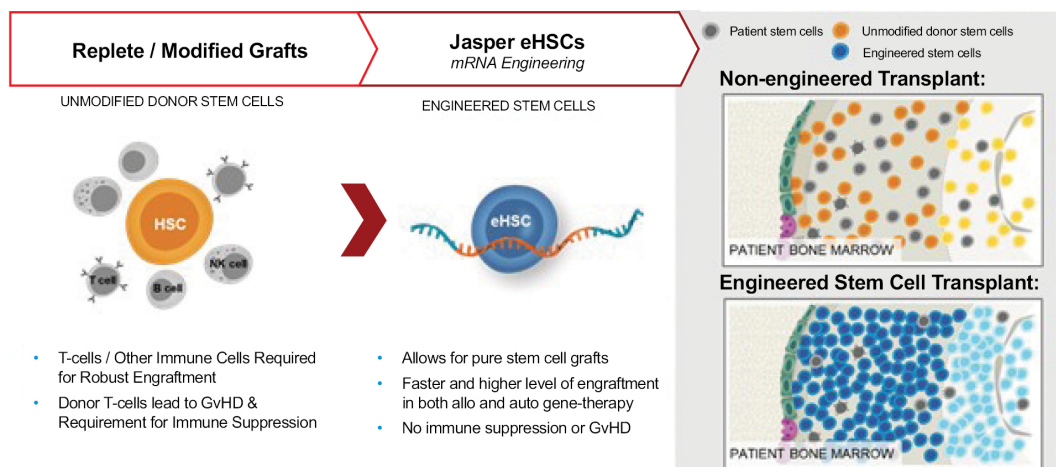 Replete / Modified Grafts
Jasper eHSCs
mRNA Engineering
UNMODIFIED DONOR STEM CELLS
HSC
T cell
B cell
NK cell
• T-cells / Other Immune Cells Required
for Robust Engraftment
• Donor T-cells lead to GvHD &
Requirement for Immune Suppression
ENGINEERED STEM CELLS
eHSC
• Allows for pure stem cell grafts
• Faster and higher level of engraftment
in both allo and auto gene-therapy
• No immune suppression or GvHD
Patient stem cells
Unmodified donor stem cells
Engineered stem cells
Non-engineered Transplant:
PATIENT BONE MARROW
Engineered Stem Cell Transplant:
PATIENT BONE MARROW